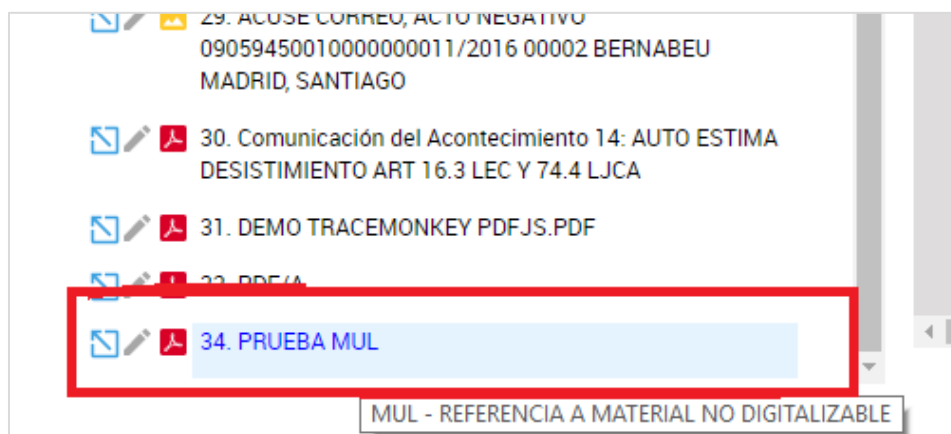 29. ACUSE CORREO, ACTO NEGATIVO
09059450010000000011/2016 00002 BERNABEU
MADRID, SANTIAGO
30. Comunicación del Acontecimiento 14: AUTO ESTIMA
DESISTIMIENTO ART 16.3 LEC Y 74.4 LJCA
31. DEMO TRACEMONKEY PDFJS.PDF
PDF/A
34. PRUEBA MUL
MUL - REFERENCIA A MATERIAL NO DIGITALIZABLE